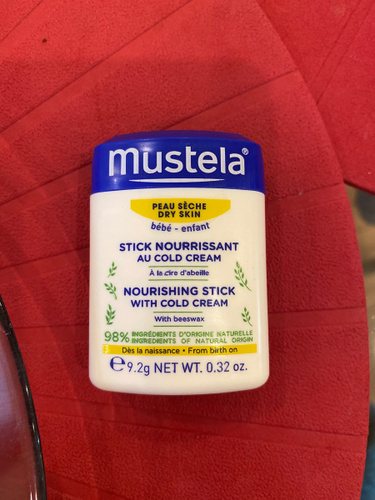 mustela®
PEAU SÈCHE
DRY SKIN
bébé - enfant
STICK NOURRISSANT
AU COLD CREAM
À la cire d'abeille
NOURISHING STICK
WITH COLD CREAM
With beeswax
98% INGRÉDIENTS D'ORIGINE NATURELLE
INGREDIENTS OF NATURAL ORIGIN
Dès la naissance • From birth on
℮9.2g NET WT. 0.32 oz.